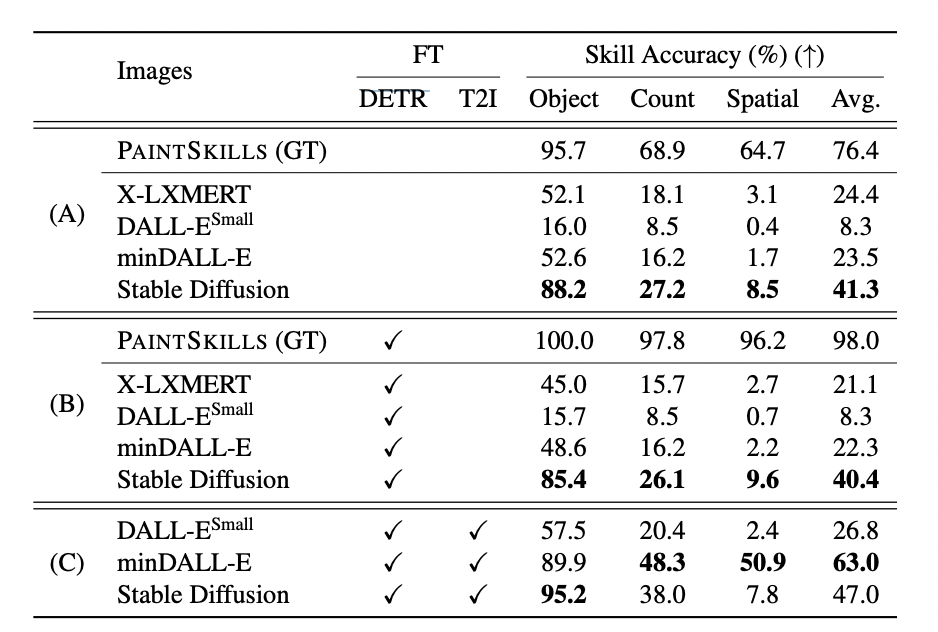 Images FT Skill Accuracy (%) (↑)
DETR T2I Object Count Spatial Avg.
PAINTSKILLS (GT) 95.7 68.9 64.7 76.4
(A)
X-LXMERT 52.1 18.1 3.1 24.4
DALL-E^Small 16.0 8.5 0.4 8.3
minDALL-E 52.6 16.2 1.7 23.5
Stable Diffusion 88.2 27.2 8.5 41.3
PAINTSKILLS (GT) ✓ 100.0 97.8 96.2 98.0
(B)
X-LXMERT ✓ 45.0 15.7 2.7 21.1
DALL-E^Small ✓ 15.7 8.5 0.7 8.3
minDALL-E ✓ 48.6 16.2 2.2 22.3
Stable Diffusion ✓ 85.4 26.1 9.6 40.4
DALL-E^Small ✓ ✓ 57.5 20.4 2.4 26.8
(C) minDALL-E ✓ ✓ 89.9 48.3 50.9 63.0
Stable Diffusion ✓ ✓ 95.2 38.0 7.8 47.0